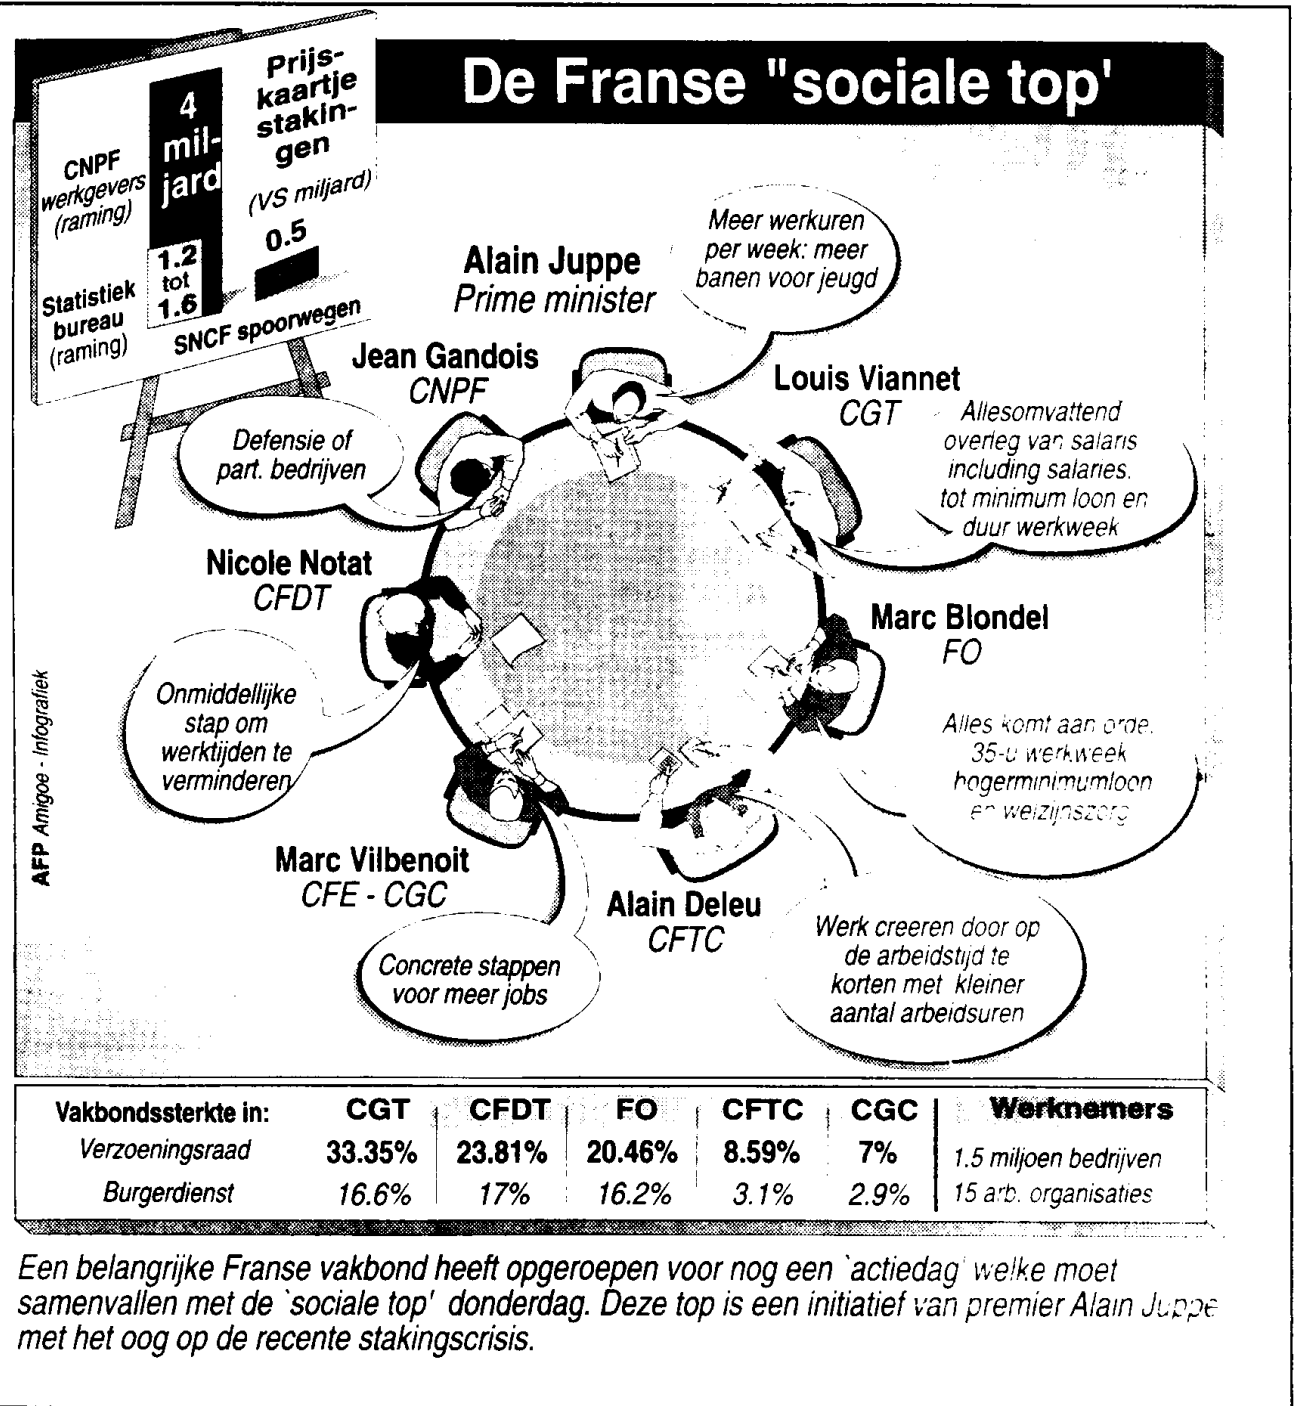 De Franse "sociale top'
Prijs-
kaartje
stakin-
gen
(VS miljard)
4
mil-
jard
CNPF
werkgevers
(raming)
1.2
tot
1.6
0.5
Statistiek
bureau
(raming)
SNCF spoorwegen
Alain Juppe
Prime minister
Meer werkuren
per week: meer
banen voor jeugd
Jean Gandois
CNPF
Defensie of
part. bedrijven
Louis Viannet
CGT
Allesomvattend
overleg van salaris
including salaries.
tot minimum loon en
duur werkweek
Nicole Notat
CFDT
Onmiddellijke
stap om
werktijden te
verminderen
Marc Blondel
FO
Alles komt aan orde.
35-u werkweek
hogerminimumloon
en welzijnszorg
Marc Vilbenoit
CFE - CGC
Concrete stappen
voor meer jobs
Alain Deleu
CFTC
Werk creeren door op
de arbeidstijd te
korten met kleiner
aantal arbeidsuren
AFP Amigoe - Infografiek
Vakbondssterkte in: CGT CFDT FO CFTC CGC Werknemers
Verzoeningsraad 33.35% 23.81% 20.46% 8.59% 7% 1.5 miljoen bedrijven
Burgerdienst 16.6% 17% 16.2% 3.1% 2.9% 15 arb. organisaties
Een belangrijke Franse vakbond heeft opgeroepen voor nog een `actiedag' welke moet
samenvallen met de `sociale top' donderdag. Deze top is een initiatief van premier Alain Juppe
met het oog op de recente stakingscrisis.